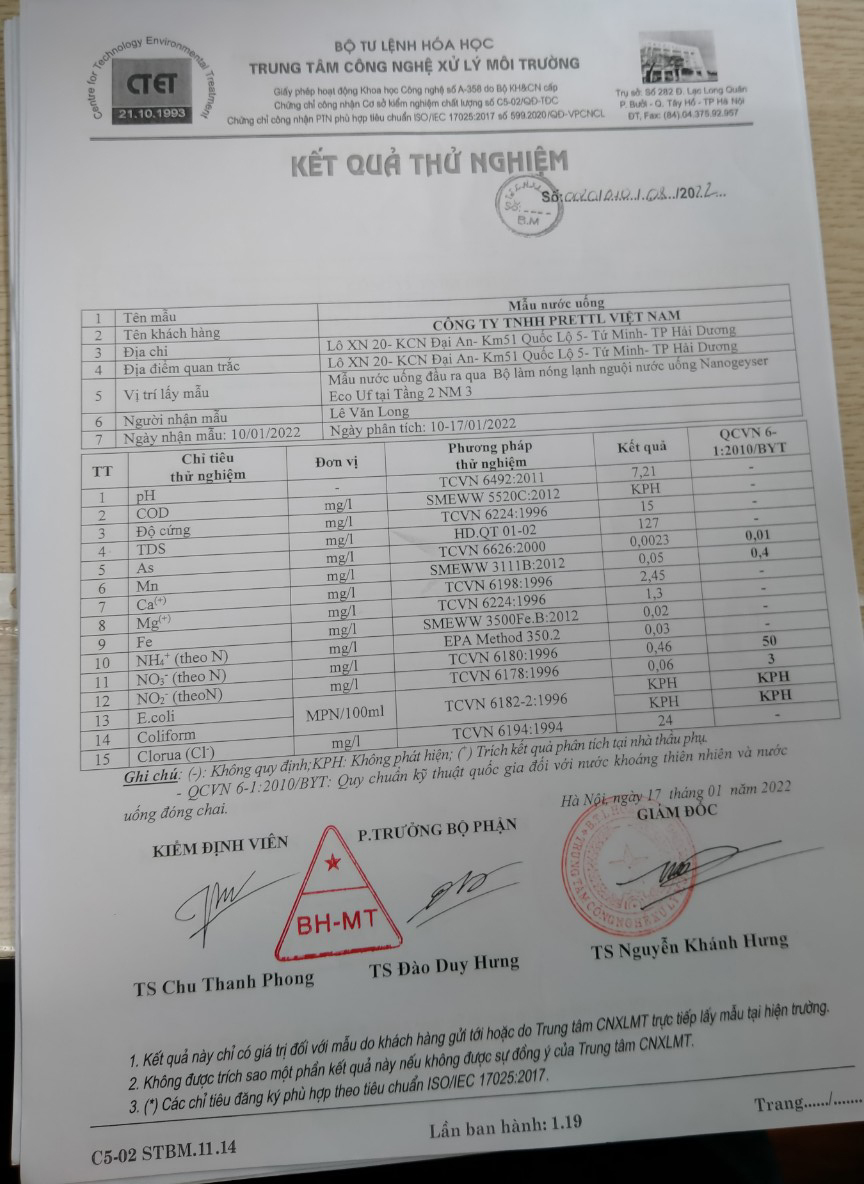 Centre for Technology Environmental Treatment
CTET
21.10.1993
BỘ TƯ LỆNH HÓA HỌC
TRUNG TÂM CÔNG NGHỆ XỬ LÝ MÔI TRƯỜNG
Giấy phép hoạt động Khoa học Công nghệ số A-358 do Bộ KH&CN cấp
Chứng chỉ công nhận Cơ sở kiểm nghiệm chất lượng số C5-02/QĐ-TĐC
Chứng chỉ công nhận PTN phù hợp tiêu chuẩn ISO/IEC 17025:2017 số 599.2020/QĐ-VPCNCL
Trụ sở: Số 282 Đ. Lạc Long Quân
P. Bưởi - Q. Tây Hồ - TP Hà Nội
ĐT, Fax: (84).04.375.92.957
KẾT QUẢ THỬ NGHIỆM
Số: /2022
B.M
1 Tên mẫu Mẫu nước uống
2 Tên khách hàng CÔNG TY TNHH PRETTL VIỆT NAM
3 Địa chỉ Lô XN 20- KCN Đại An- Km51 Quốc Lộ 5- Tứ Minh- TP Hải Dương
4 Địa điểm quan trắc Lô XN 20- KCN Đại An- Km51 Quốc Lộ 5- Tứ Minh- TP Hải Dương
5 Vị trí lấy mẫu Mẫu nước uống đầu ra qua Bộ làm nóng lạnh nguội nước uống Nanogeyser
Eco Uf tại Tầng 2 NM 3
6 Người nhận mẫu Lê Văn Long
7 Ngày nhận mẫu: 10/01/2022 Ngày phân tích: 10-17/01/2022
TT Chỉ tiêu thử nghiệm Đơn vị Phương pháp thử nghiệm Kết quả QCVN 6-1:2010/BYT
1 pH - TCVN 6492:2011 7,21 -
2 COD mg/l SMEWW 5520C:2012 KPH -
3 Độ cứng mg/l TCVN 6224:1996 15 -
4 TDS mg/l HD.QT 01-02 127 -
5 As mg/l TCVN 6626:2000 0,0023 0,01
6 Mn mg/l SMEWW 3111B:2012 0,05 0,4
7 Ca(+) mg/l TCVN 6198:1996 2,45 -
8 Mg(+) mg/l TCVN 6224:1996 1,3 -
9 Fe mg/l SMEWW 3500Fe.B:2012 0,02 -
10 NH₄⁺ (theo N) mg/l EPA Method 350.2 0,03 -
11 NO₃⁻ (theo N) mg/l TCVN 6180:1996 0,46 50
12 NO₂⁻ (theoN) mg/l TCVN 6178:1996 0,06 3
13 E.coli MPN/100ml TCVN 6182-2:1996 KPH KPH
14 Coliform KPH KPH
15 Clorua (Cl⁻) mg/l TCVN 6194:1994 24 -
Ghi chú: (-): Không quy định;KPH: Không phát hiện; (*) Trích kết quả phân tích tại nhà thầu phụ.
- QCVN 6-1:2010/BYT: Quy chuẩn kỹ thuật quốc gia đối với nước khoáng thiên nhiên và nước
uống đóng chai.
Hà Nội, ngày 17 tháng 01 năm 2022
KIỂM ĐỊNH VIÊN P.TRƯỞNG BỘ PHẬN GIÁM ĐỐC
BH-MT
TS Chu Thanh Phong TS Đào Duy Hưng TS Nguyễn Khánh Hưng
1. Kết quả này chỉ có giá trị đối với mẫu do khách hàng gửi tới hoặc do Trung tâm CNXLMT trực tiếp lấy mẫu tại hiện trường.
2. Không được trích sao một phần kết quả này nếu không được sự đồng ý của Trung tâm CNXLMT.
3. (*) Các chỉ tiêu đăng ký phù hợp theo tiêu chuẩn ISO/IEC 17025:2017.
C5-02 STBM.11.14 Lần ban hành: 1.19 Trang....../.......